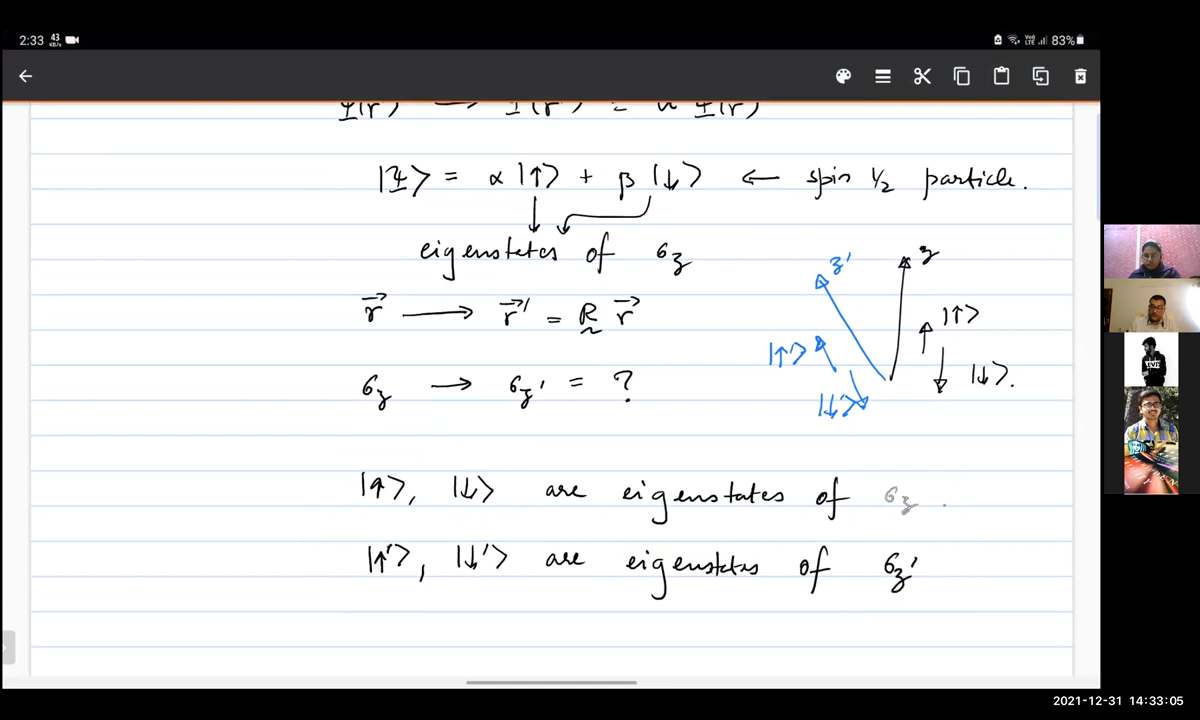 2:33 43 KB/s 83%
|Ψ⟩ = α |↑⟩ + β |↓⟩ ← spin 1/2 particle.
eigenstates of σz
r⃗ → r⃗' = R r⃗
σz → σz' = ?
z' z
|↑'⟩ |↑⟩
|↓'⟩ |↓⟩.
|↑⟩, |↓⟩ are eigenstates of σz .
|↑'⟩, |↓'⟩ are eigenstates of σz'
2021-12-31 14:33:05